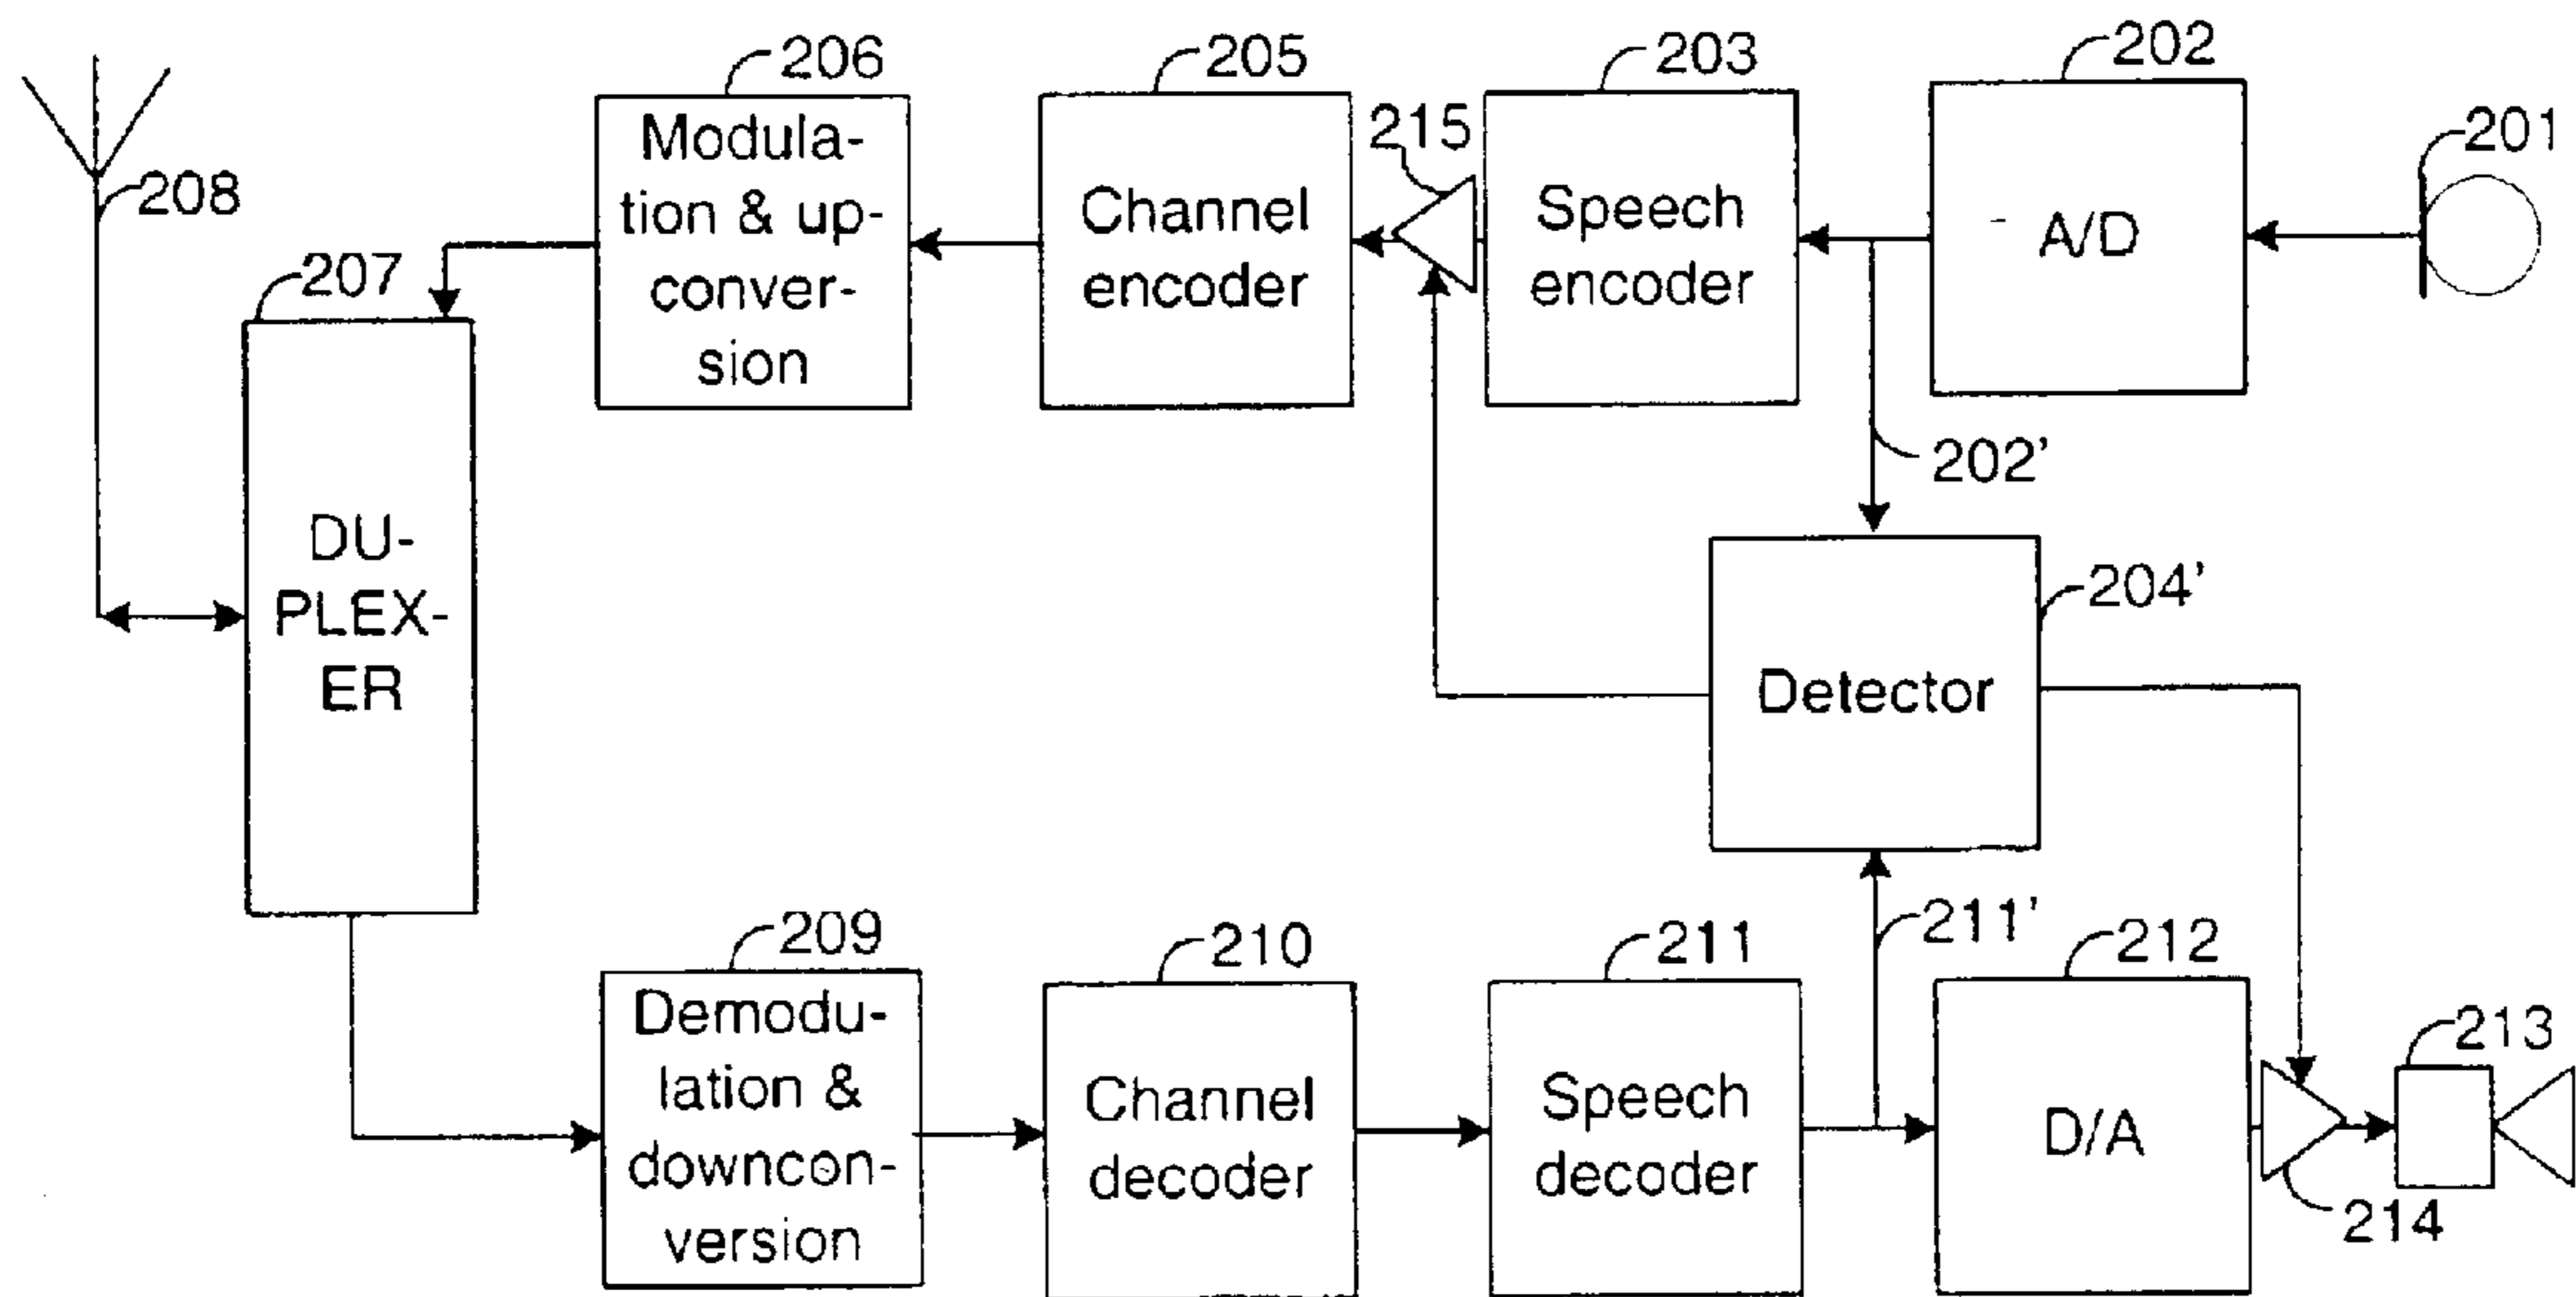 206
205
203
202
201
215
208
207
Modula-
tion & up-
conver-
sion
Channel
encoder
Speech
encoder
A/D
202'
204'
DU-
PLEX-
ER
Detector
209
210
211
211'
212
213
214
Demodu-
lation &
downcon-
version
Channel
decoder
Speech
decoder
D/A